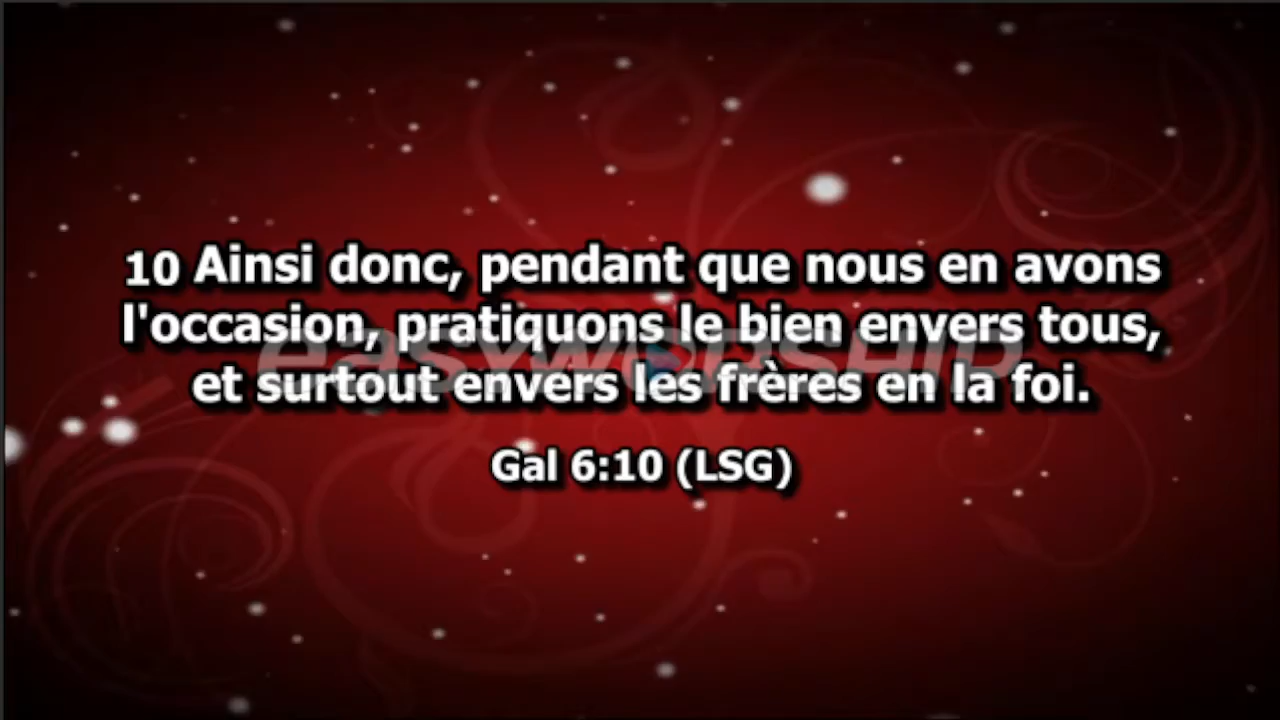 10 Ainsi donc, pendant que nous en avons
l'occasion, pratiquons le bien envers tous,
easyworship
et surtout envers les frères en la foi.
Gal 6:10 (LSG)